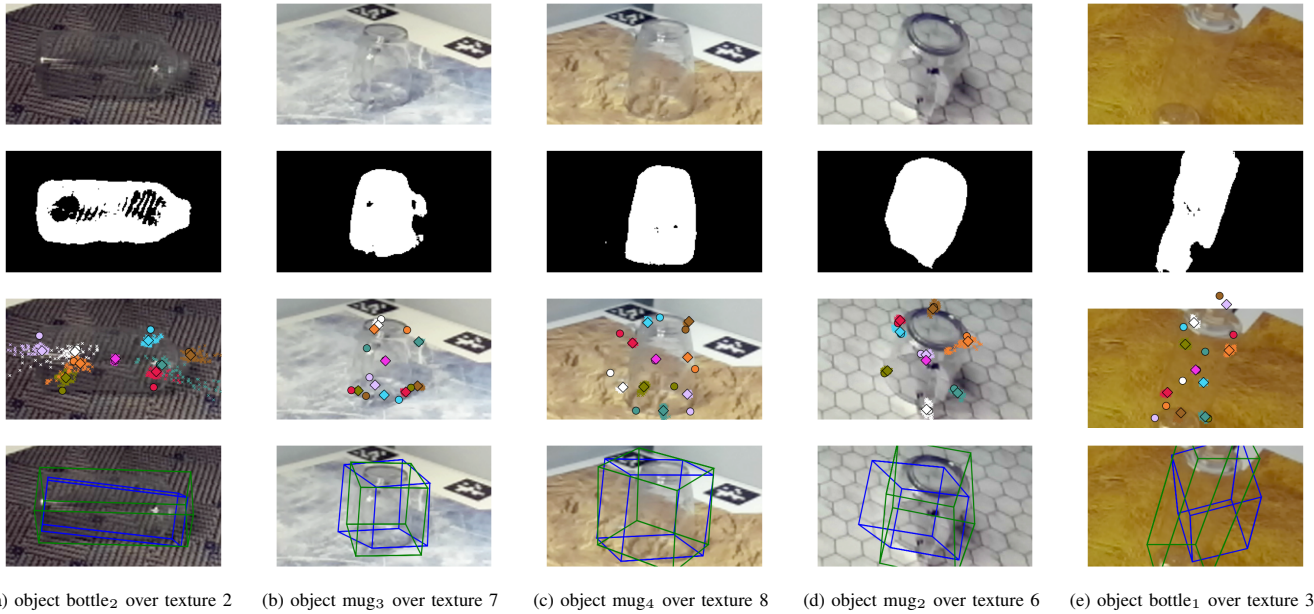 ) object bottle₂ over texture 2
(b) object mug₃ over texture 7
(c) object mug₄ over texture 8
(d) object mug₂ over texture 6
(e) object bottle₁ over texture